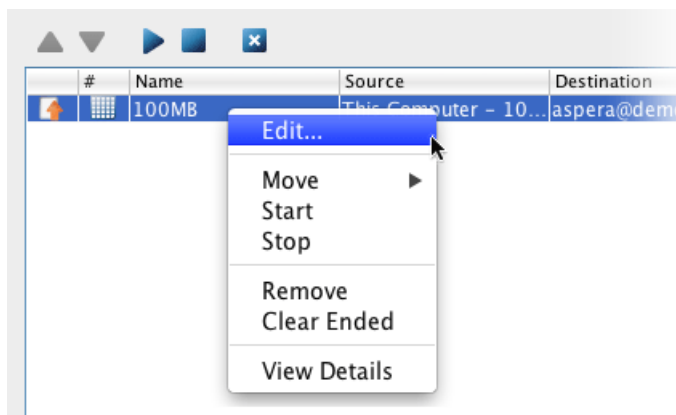 # Name Source Destination
100MB This Computer – 10... aspera@dem
Edit...
Move
Start
Stop
Remove
Clear Ended
View Details